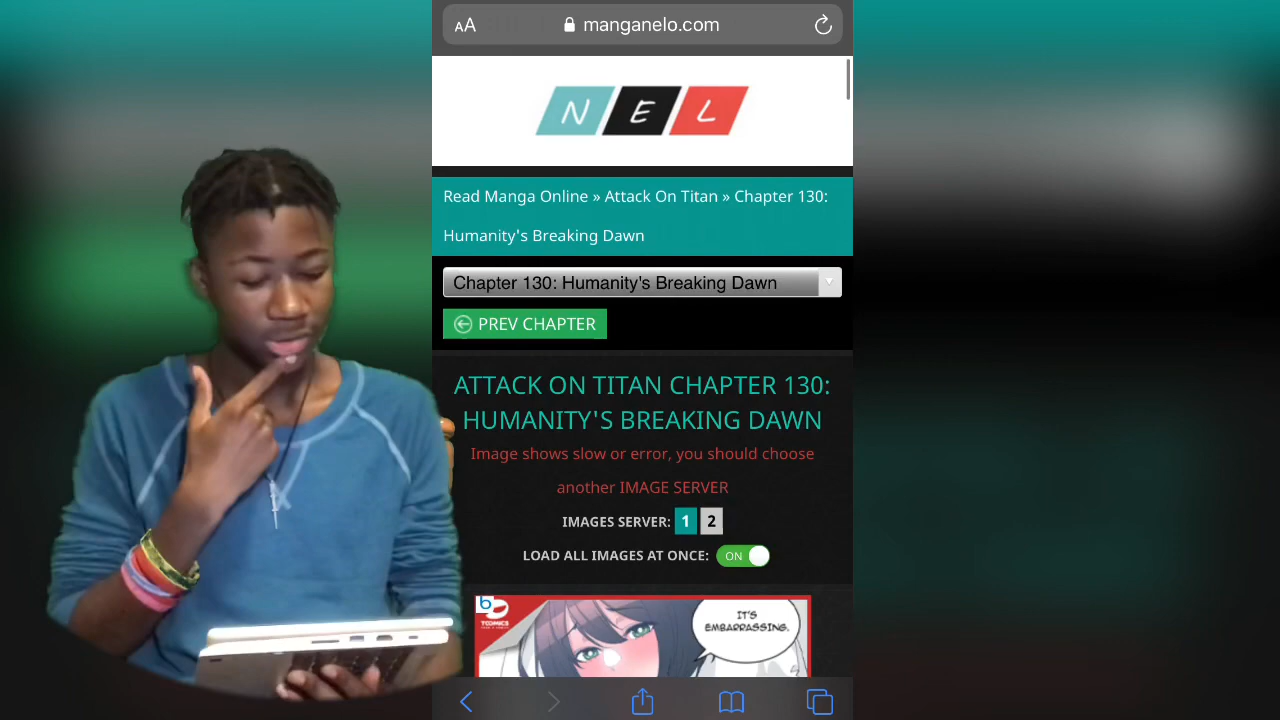 AA manganelo.com
N E L
Read Manga Online » Attack On Titan » Chapter 130:
Humanity's Breaking Dawn
Chapter 130: Humanity's Breaking Dawn
PREV CHAPTER
ATTACK ON TITAN CHAPTER 130:
HUMANITY'S BREAKING DAWN
Image shows slow or error, you should choose
another IMAGE SERVER
IMAGES SERVER: 1 2
LOAD ALL IMAGES AT ONCE: ON
TCOMICS
IT'S
EMBARRASSING.